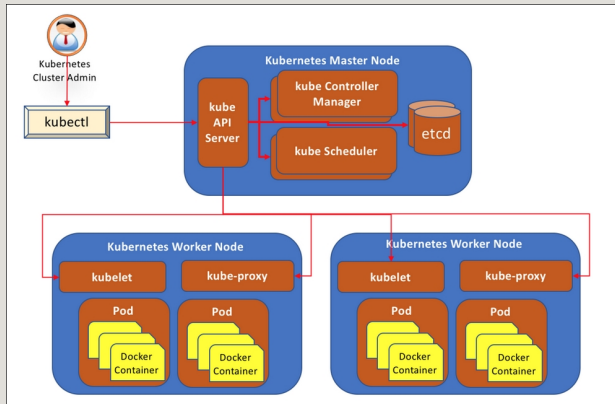 Kubernetes
Cluster Admin
kubectl
Kubernetes Master Node
kube
API
Server
kube Controller
Manager
kube Scheduler
etcd
Kubernetes Worker Node
kubelet
kube-proxy
Pod
Docker
Container
Pod
Docker
Container
Kubernetes Worker Node
kubelet
kube-proxy
Pod
Docker
Container
Pod
Docker
Container